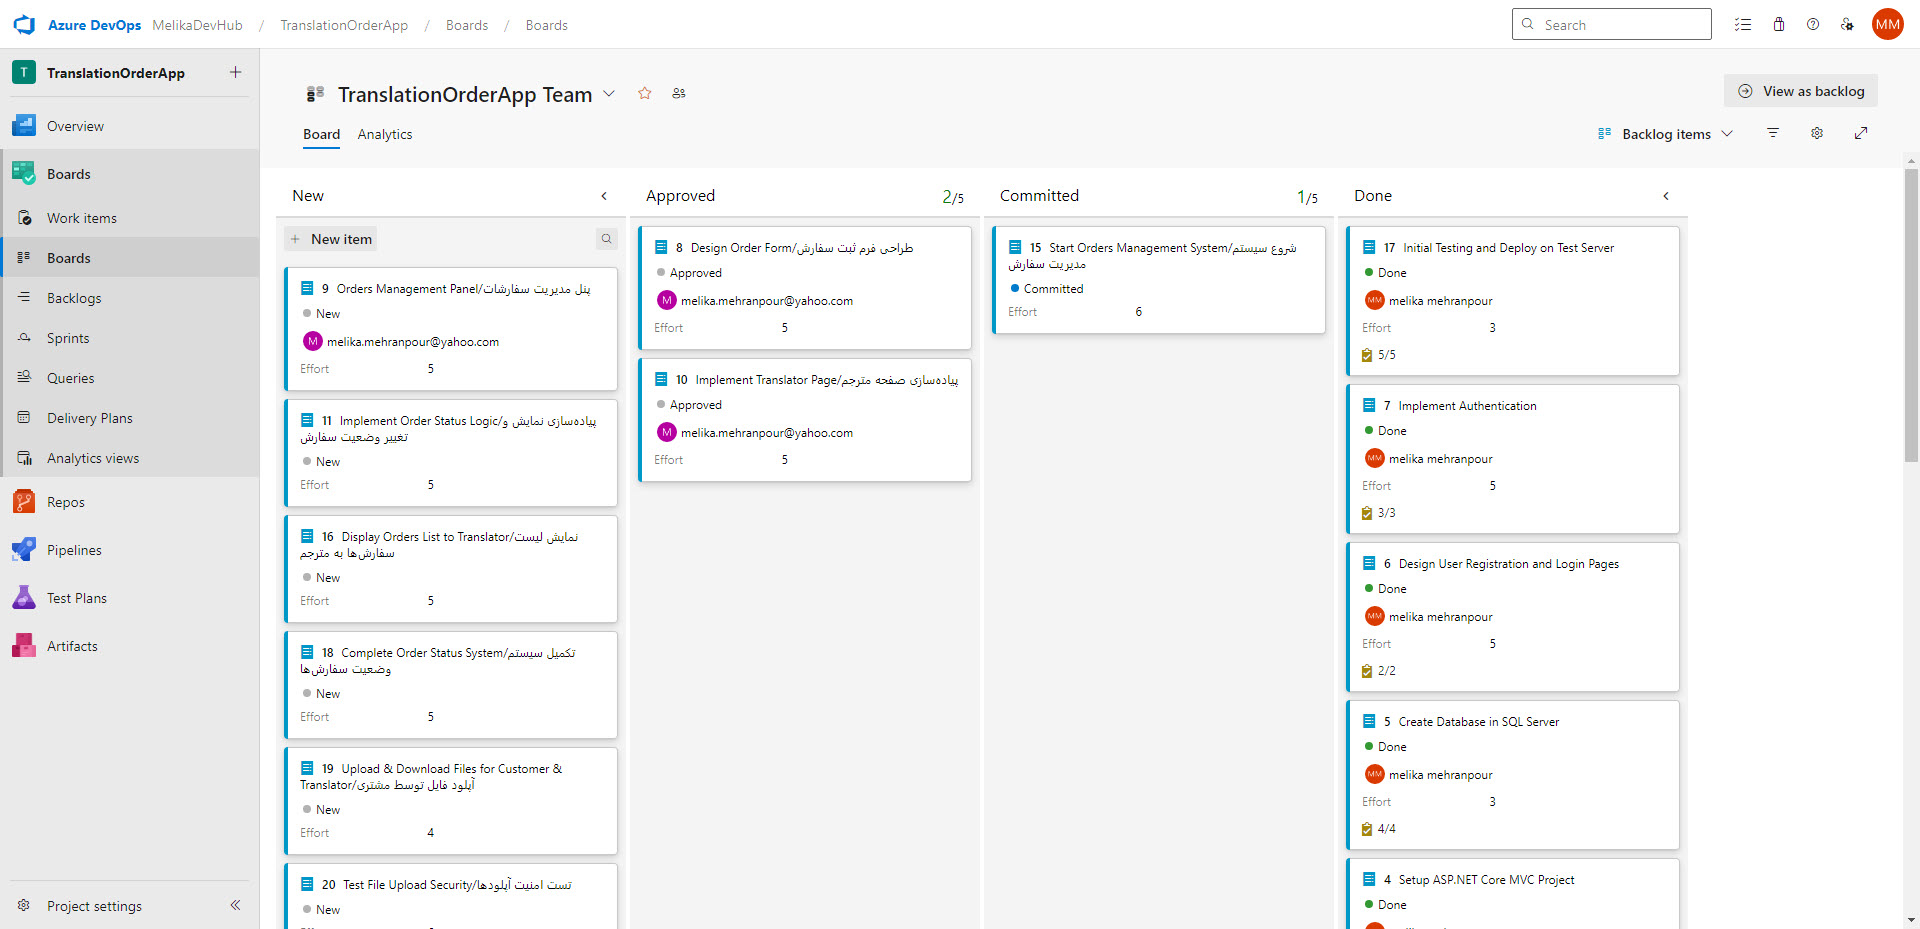 Azure DevOps MelikaDevHub / TranslationOrderApp / Boards / Boards
Search
MM
T TranslationOrderApp
Overview
Boards
Work items
Boards
Backlogs
Sprints
Queries
Delivery Plans
Analytics views
Repos
Pipelines
Test Plans
Artifacts
Project settings
TranslationOrderApp Team
View as backlog
Board Analytics
Backlog items
New
New item
9 Orders Management Panel/پنل مدیریت سفارشات
New
M melika.mehranpour@yahoo.com
Effort 5
11 Implement Order Status Logic/پیاده‌سازی نمایش و
تغییر وضعیت سفارش
New
Effort 5
16 Display Orders List to Translator/نمایش لیست
سفارش‌ها به مترجم
New
Effort 5
18 Complete Order Status System/تکمیل سیستم
وضعیت سفارش‌ها
New
Effort 5
19 Upload & Download Files for Customer &
Translator/آپلود فایل توسط مشتری
New
Effort 4
20 Test File Upload Security/تست امنیت آپلودها
New
Approved 2/5
8 Design Order Form/طراحی فرم ثبت سفارش
Approved
M melika.mehranpour@yahoo.com
Effort 5
10 Implement Translator Page/پیاده‌سازی صفحه مترجم
Approved
M melika.mehranpour@yahoo.com
Effort 5
Committed 1/5
15 Start Orders Management System/شروع سیستم
مدیریت سفارش
Committed
Effort 6
Done
17 Initial Testing and Deploy on Test Server
Done
MM melika mehranpour
Effort 3
5/5
7 Implement Authentication
Done
MM melika mehranpour
Effort 5
3/3
6 Design User Registration and Login Pages
Done
MM melika mehranpour
Effort 5
2/2
5 Create Database in SQL Server
Done
MM melika mehranpour
Effort 3
4/4
4 Setup ASP.NET Core MVC Project
Done